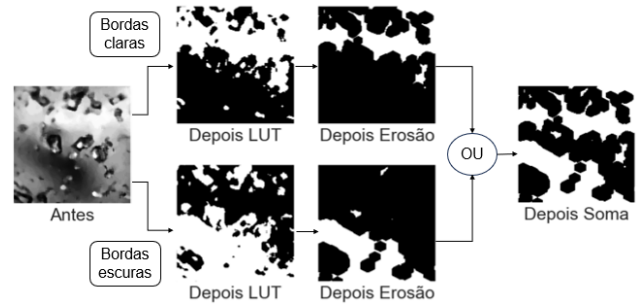 Bordas
claras
Depois LUT
Depois Erosão
Antes
OU
Depois Soma
Bordas
escuras
Depois LUT
Depois Erosão